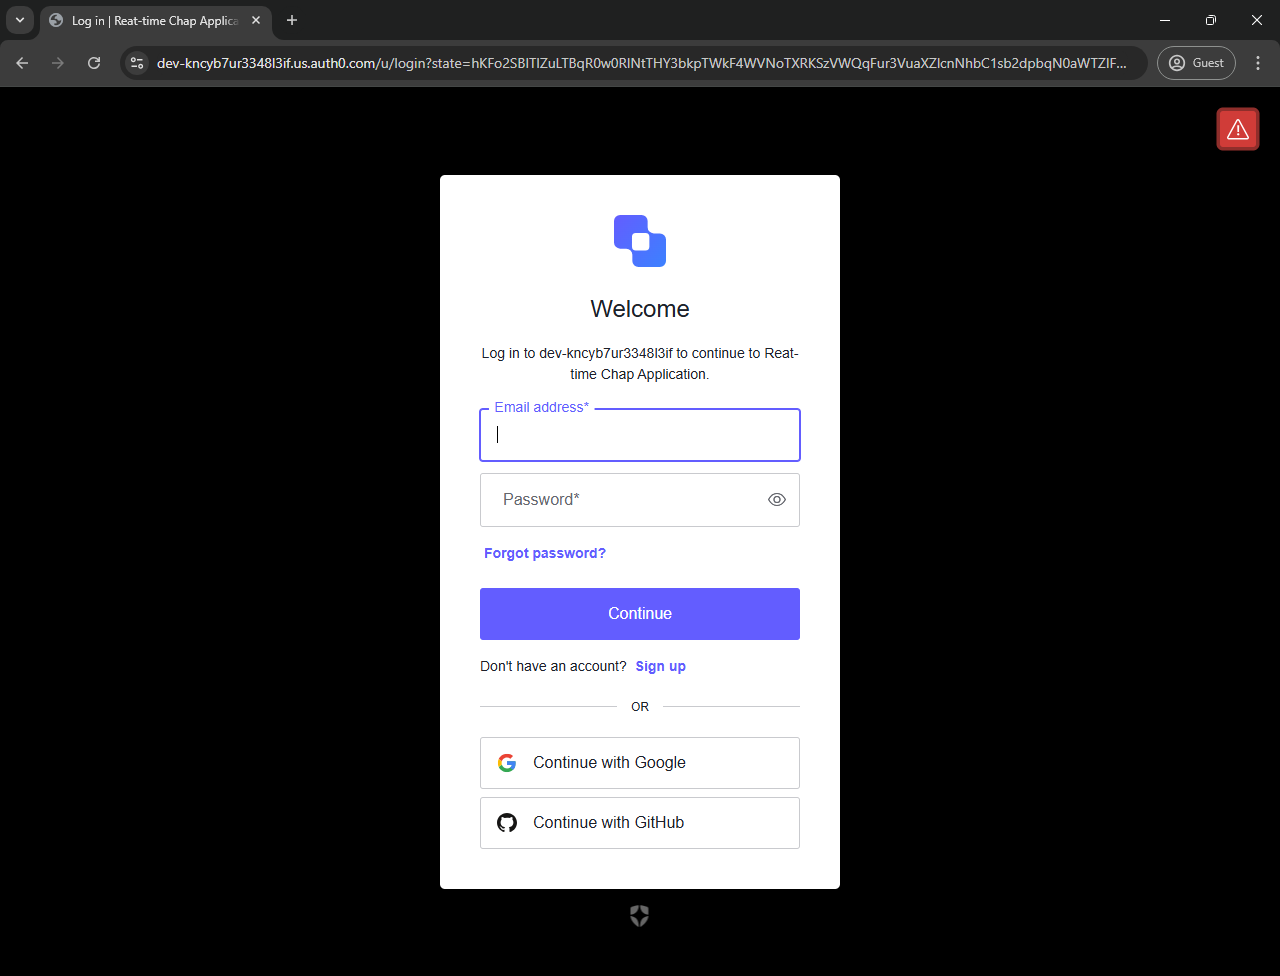 Log in | Reat-time Chap Applica
dev-kncyb7ur3348l3if.us.auth0.com/u/login?state=hKFo2SBlTlZuLTBqR0w0RlNtTHY3bkpTWkF4WVNoTXRKSzVWQqFur3VuaXZlcnNhbC1sb2dpbqN0aWTZIF...
Guest
Welcome
Log in to dev-kncyb7ur3348l3if to continue to Reat-
time Chap Application.
Email address*
Password*
Forgot password?
Continue
Don't have an account? Sign up
OR
Continue with Google
Continue with GitHub